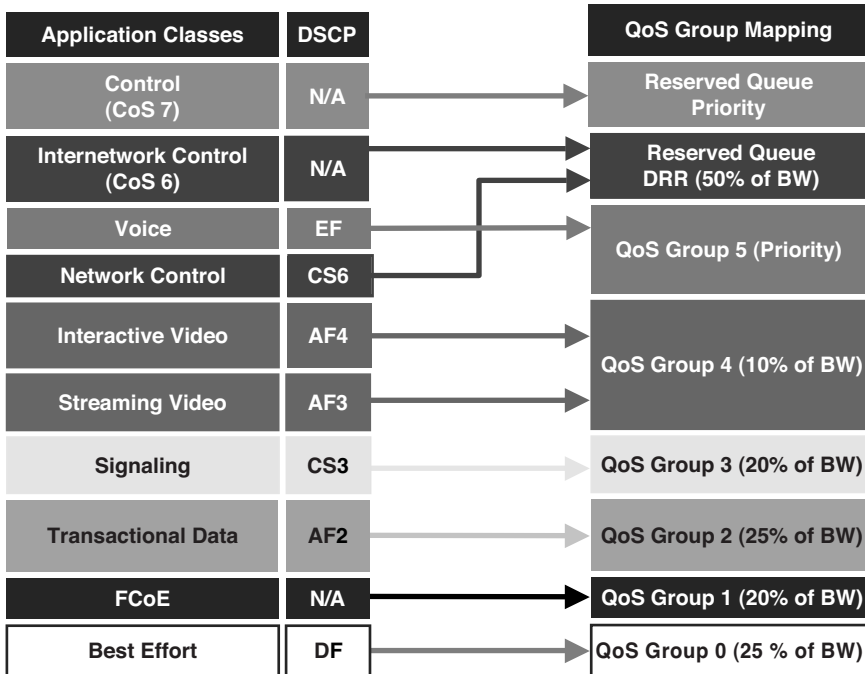 Application Classes DSCP QoS Group Mapping
Control
(CoS 7)
N/A
Reserved Queue
Priority
Internetwork Control
(CoS 6)
N/A
Reserved Queue
DRR (50% of BW)
Voice EF
QoS Group 5 (Priority)
Network Control CS6
Interactive Video AF4
QoS Group 4 (10% of BW)
Streaming Video AF3
Signaling CS3 QoS Group 3 (20% of BW)
Transactional Data AF2 QoS Group 2 (25% of BW)
FCoE N/A QoS Group 1 (20% of BW)
Best Effort DF QoS Group 0 (25 % of BW)